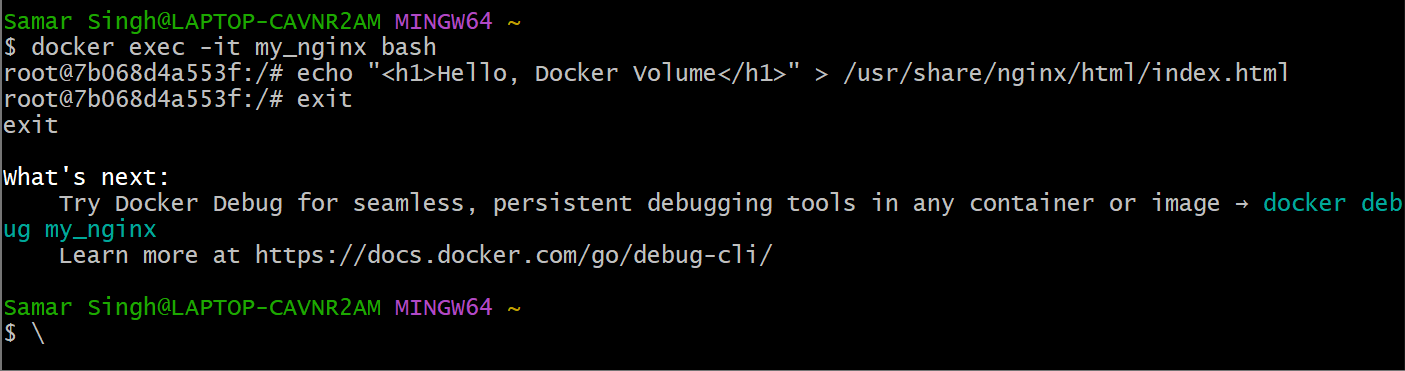 Samar Singh@LAPTOP-CAVNR2AM MINGW64 ~
$ docker exec -it my_nginx bash
root@7b068d4a553f:/# echo "<h1>Hello, Docker Volume</h1>" > /usr/share/nginx/html/index.html
root@7b068d4a553f:/# exit
exit
What's next:
    Try Docker Debug for seamless, persistent debugging tools in any container or image → docker deb
ug my_nginx
    Learn more at https://docs.docker.com/go/debug-cli/
Samar Singh@LAPTOP-CAVNR2AM MINGW64 ~
$ \